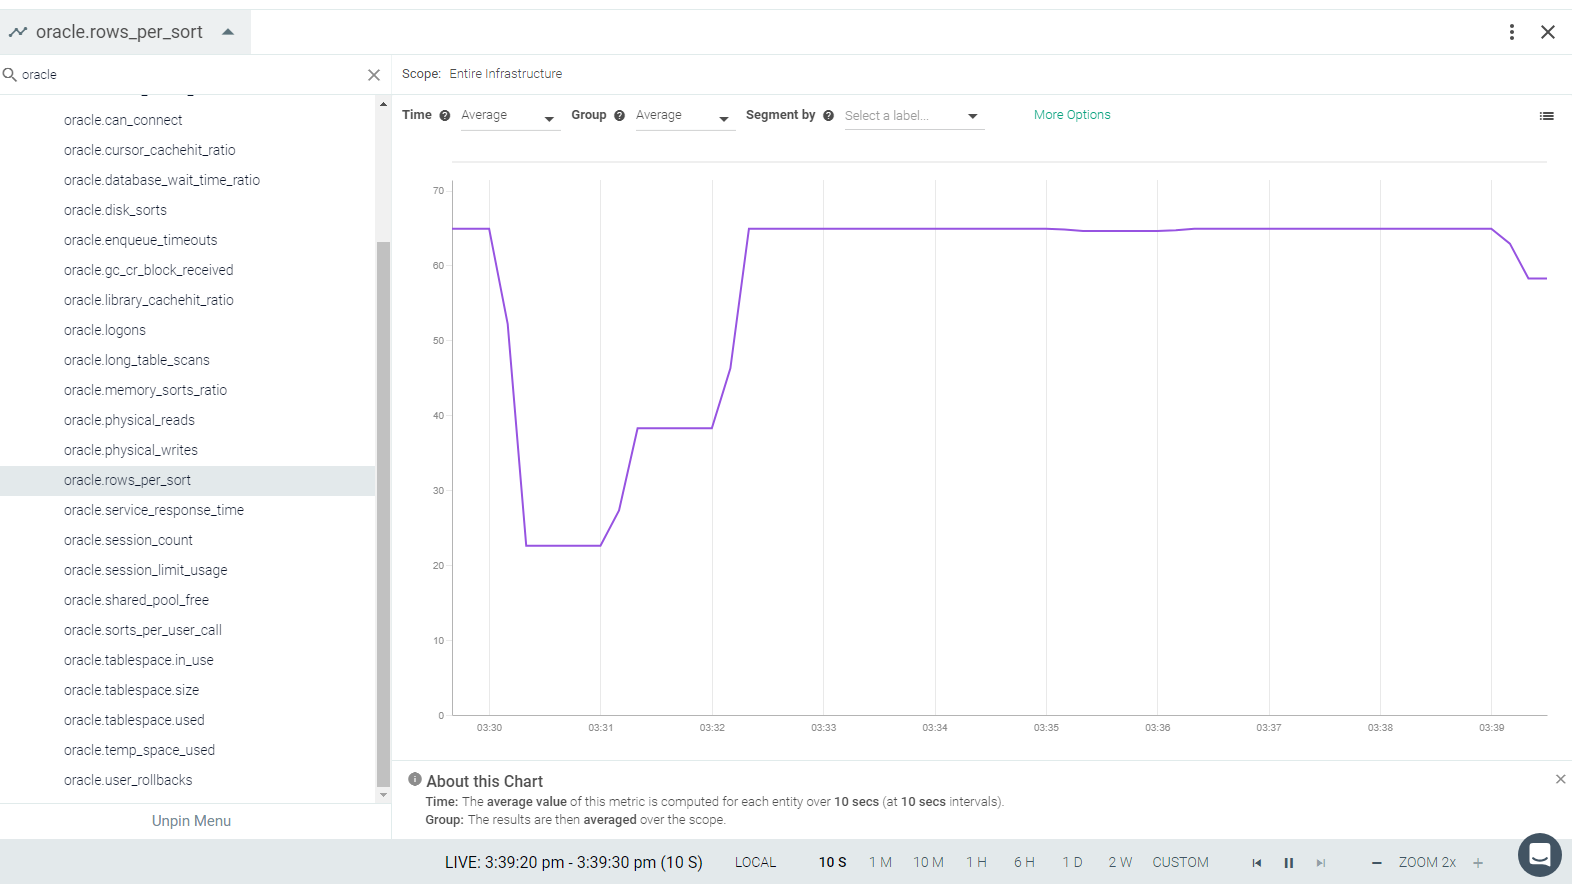 oracle.rows_per_sort
oracle
Scope: Entire Infrastructure
oracle.can_connect
oracle.cursor_cachehit_ratio
oracle.database_wait_time_ratio
oracle.disk_sorts
oracle.enqueue_timeouts
oracle.gc_cr_block_received
oracle.library_cachehit_ratio
oracle.logons
oracle.long_table_scans
oracle.memory_sorts_ratio
oracle.physical_reads
oracle.physical_writes
oracle.rows_per_sort
oracle.service_response_time
oracle.session_count
oracle.session_limit_usage
oracle.shared_pool_free
oracle.sorts_per_user_call
oracle.tablespace.in_use
oracle.tablespace.size
oracle.tablespace.used
oracle.temp_space_used
oracle.user_rollbacks
Unpin Menu
Time ? Average Group ? Average Segment by ? Select a label... More Options
70
60
50
40
30
20
10
0
03:30 03:31 03:32 03:33 03:34 03:35 03:36 03:37 03:38 03:39
About this Chart
Time: The average value of this metric is computed for each entity over 10 secs (at 10 secs intervals).
Group: The results are then averaged over the scope.
LIVE: 3:39:20 pm - 3:39:30 pm (10 S) LOCAL 10 S 1 M 10 M 1 H 6 H 1 D 2 W CUSTOM ZOOM 2x +